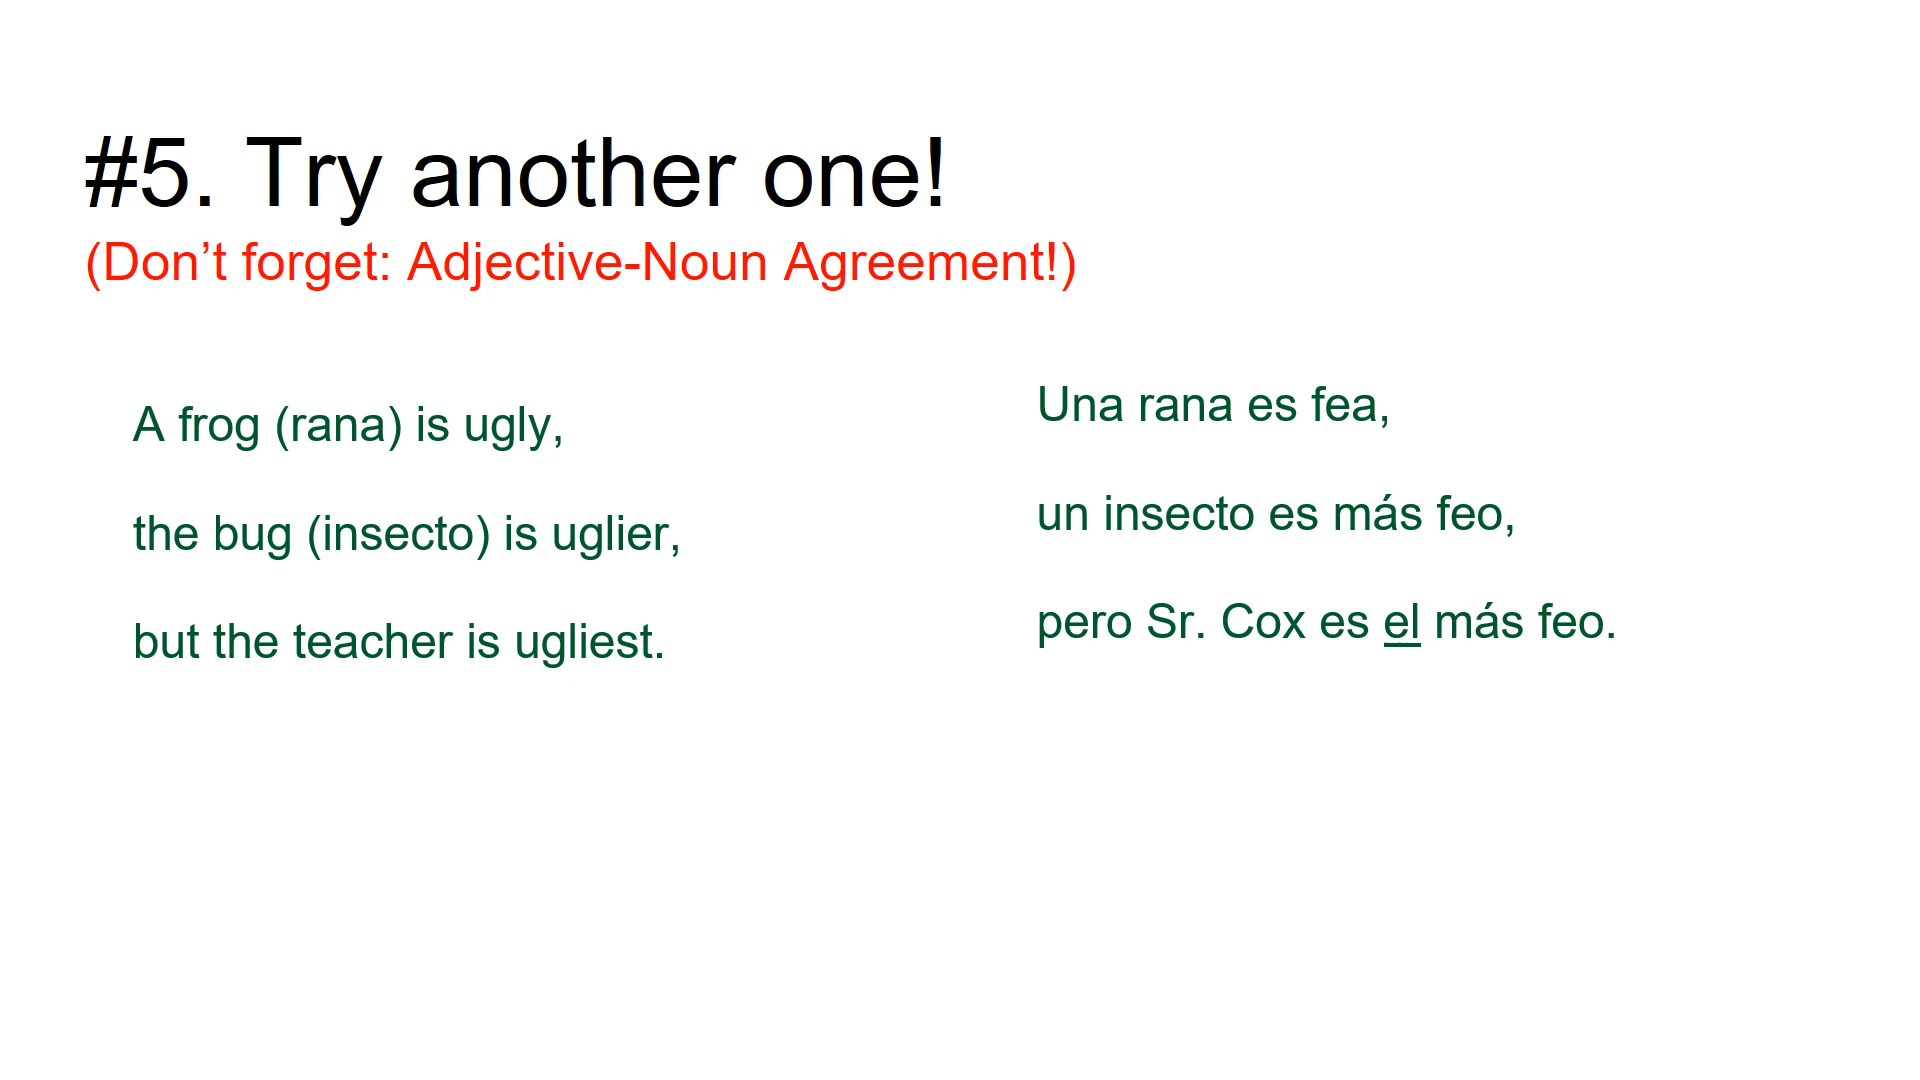 #5. Try another one!
(Don’t forget: Adjective-Noun Agreement!)
A frog (rana) is ugly,
the bug (insecto) is uglier,
but the teacher is ugliest.
Una rana es fea,
un insecto es más feo,
pero Sr. Cox es el más feo.